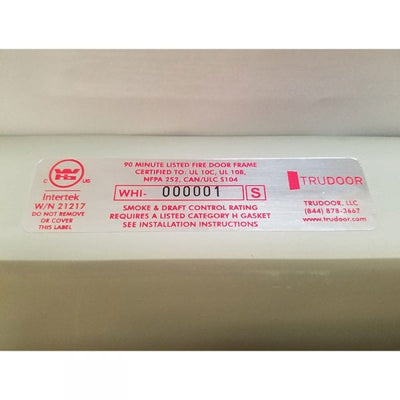 C WH US
Intertek
W/N 21217
DO NOT REMOVE
OR COVER
THIS LABEL
90 MINUTE LISTED FIRE DOOR FRAME
CERTIFIED TO: UL 10C, UL 10B,
NFPA 252, CAN/ULC S104
WHI- 000001 S
SMOKE & DRAFT CONTROL RATING
REQUIRES A LISTED CATEGORY H GASKET
SEE INSTALLATION INSTRUCTIONS
TRUDOOR
TRUDOOR, LLC
(844) 878-3667
www.trudoor.com